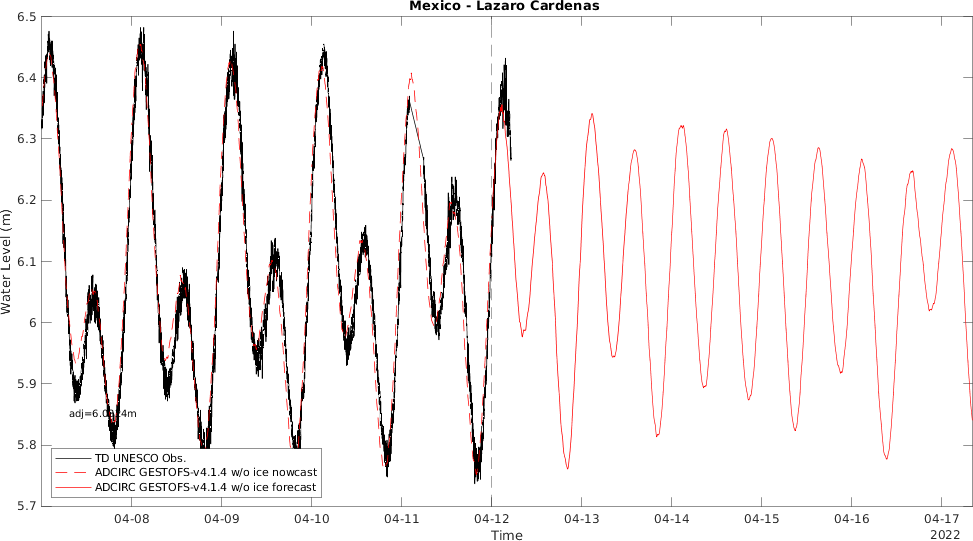 Mexico - Lazaro Cardenas
6.5
6.4
6.3
6.2
6.1
6
5.9
5.8
5.7
Water Level (m)
TD UNESCO Obs.
ADCIRC GESTOFS-v4.1.4 w/o ice nowcast
ADCIRC GESTOFS-v4.1.4 w/o ice forecast
04-08 04-09 04-10 04-11 04-12 04-13 04-14 04-15 04-16 04-17
Time
2022